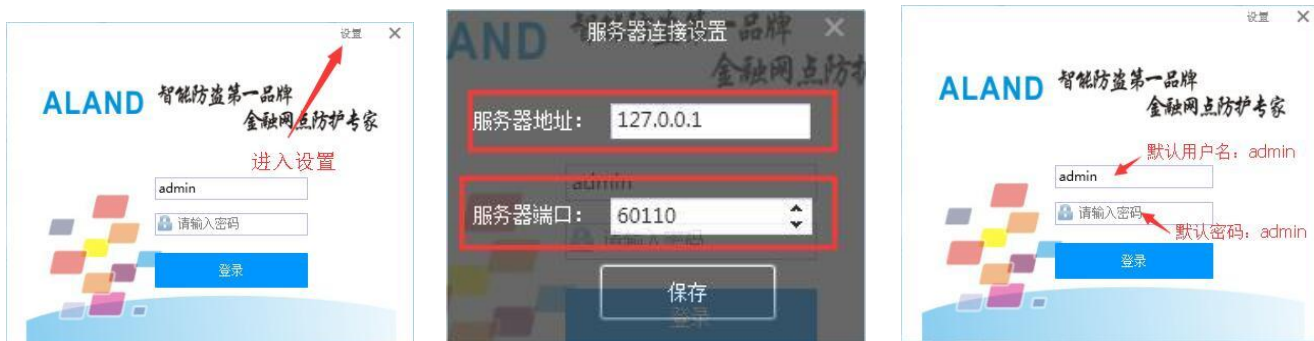 设置
ALAND 智能防盗第一品牌
金融网点防护专家
进入设置
admin
请输入密码
登录
AND 品牌
服务器连接设置
金融网点防护
服务器地址： 127.0.0.1
admin
服务器端口： 60110
请输入密码
保存
登录
设置
ALAND 智能防盗第一品牌
金融网点防护专家
默认用户名：admin
admin
请输入密码
默认密码：admin
登录